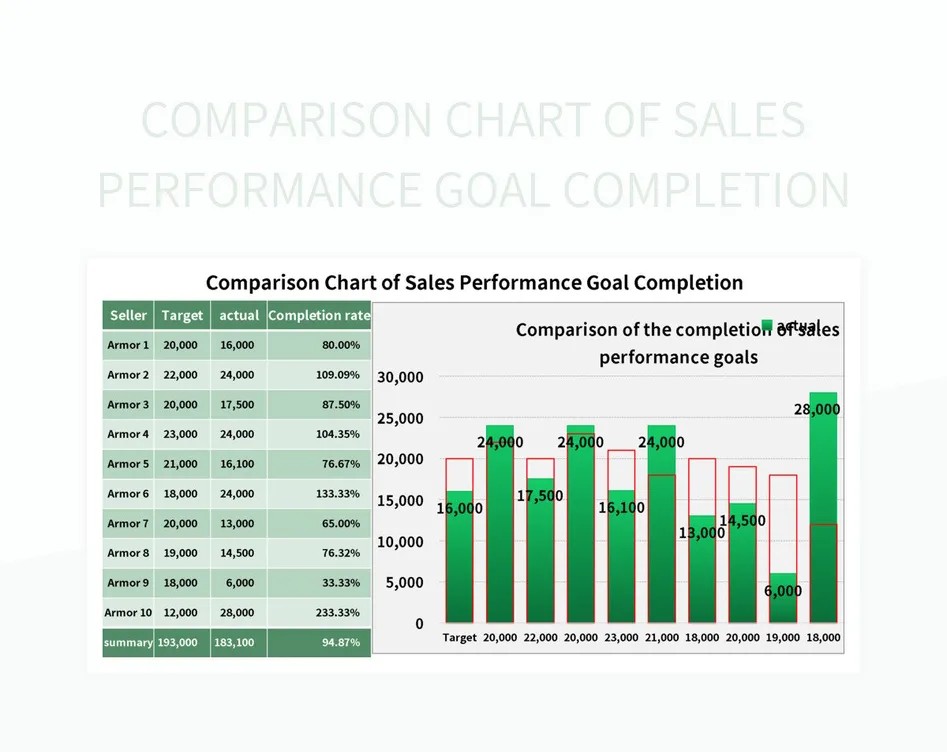 COMPARISON CHART OF SALES
PERFORMANCE GOAL COMPLETION
Comparison Chart of Sales Performance Goal Completion
Seller Target actual Completion rate
Armor 1 20,000 16,000 80.00%
Armor 2 22,000 24,000 109.09%
Armor 3 20,000 17,500 87.50%
Armor 4 23,000 24,000 104.35%
Armor 5 21,000 16,100 76.67%
Armor 6 18,000 24,000 133.33%
Armor 7 20,000 13,000 65.00%
Armor 8 19,000 14,500 76.32%
Armor 9 18,000 6,000 33.33%
Armor 10 12,000 28,000 233.33%
summary 193,000 183,100 94.87%
actual
Comparison of the completion of sales
performance goals
30,000
25,000
20,000
15,000
10,000
5,000
0
16,000
24,000
17,500
24,000
16,100
24,000
13,000
14,500
6,000
28,000
Target 20,000 22,000 20,000 23,000 21,000 18,000 20,000 19,000 18,000